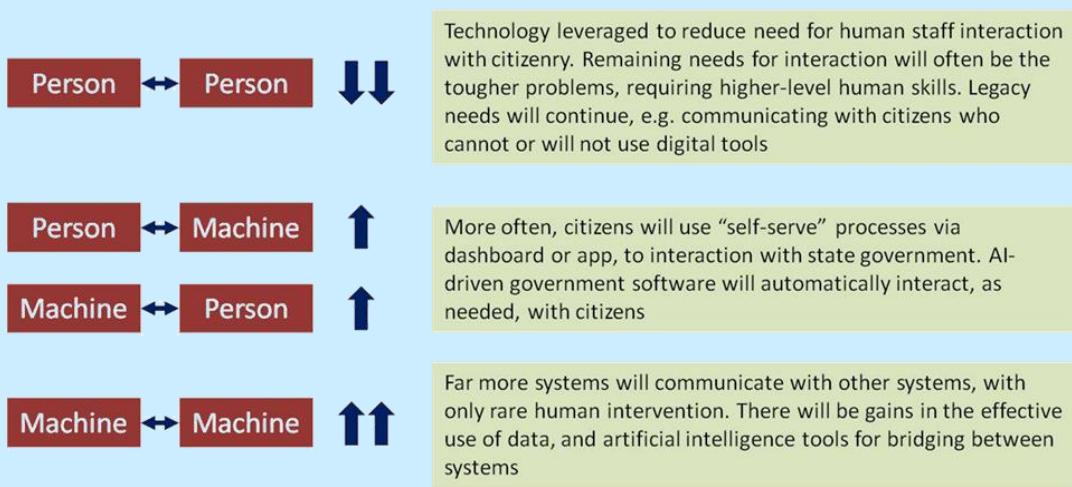 Person Person
Technology leveraged to reduce need for human staff interaction
with citizenry. Remaining needs for interaction will often be the
tougher problems, requiring higher-level human skills. Legacy
needs will continue, e.g. communicating with citizens who
cannot or will not use digital tools
Person Machine
Machine Person
More often, citizens will use “self-serve” processes via
dashboard or app, to interaction with state government. AI-
driven government software will automatically interact, as
needed, with citizens
Machine Machine
Far more systems will communicate with other systems, with
only rare human intervention. There will be gains in the effective
use of data, and artificial intelligence tools for bridging between
systems